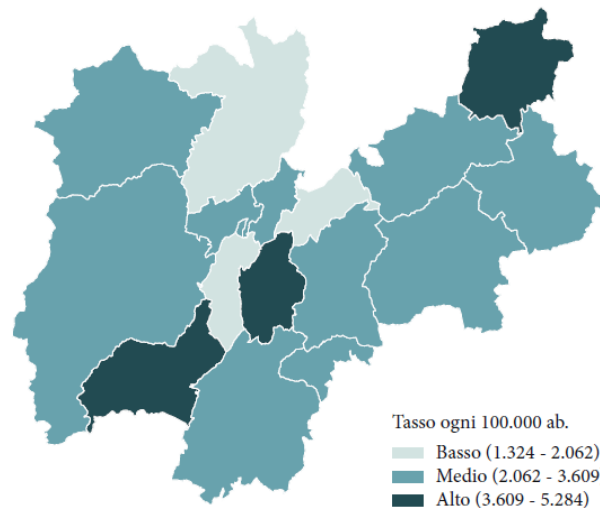 Tasso ogni 100.000 ab.
Basso (1.324 - 2.062)
Medio (2.062 - 3.609
Alto (3.609 - 5.284)